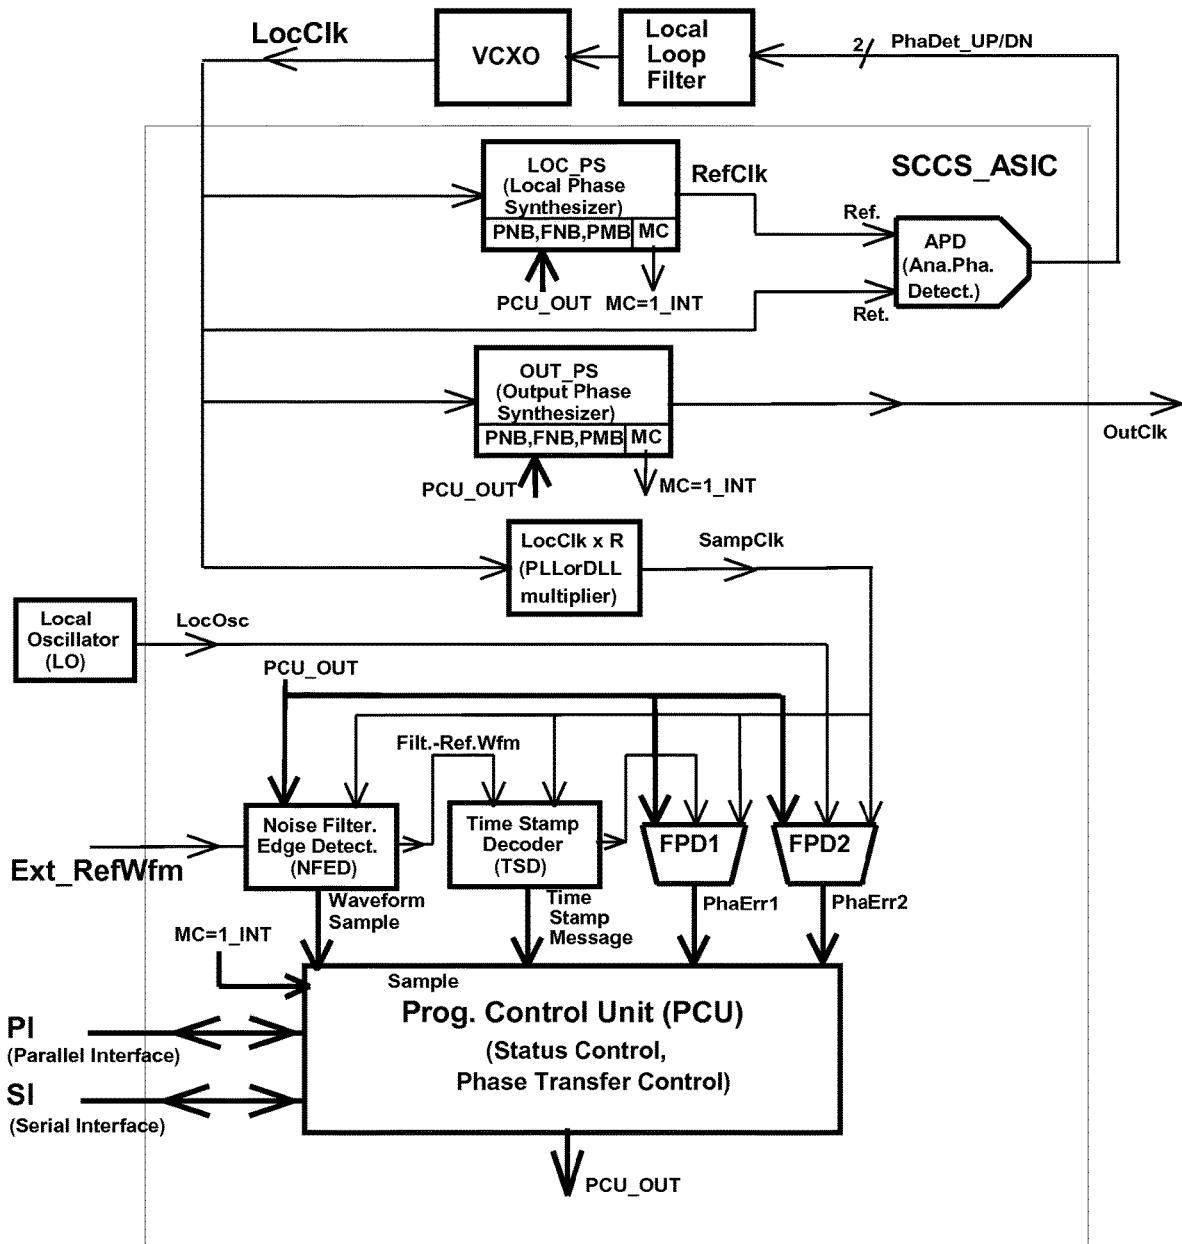 LocClk
VCXO
Local
Loop
Filter
2
PhaDet_UP/DN
LOC_PS
(Local Phase
Synthesizer)
PNB,FNB,PMB
MC
RefClk
SCCS_ASIC
Ref.
APD
(Ana.Pha.
Detect.)
Ret.
PCU_OUT
MC=1_INT
OUT_PS
(Output Phase
Synthesizer)
PNB,FNB,PMB
MC
OutClk
PCU_OUT
MC=1_INT
LocClk x R
(PLLorDLL
multiplier)
SampClk
Local
Oscillator
(LO)
LocOsc
PCU_OUT
Filt.-Ref.Wfm
Noise Filter.
Edge Detect.
(NFED)
Time Stamp
Decoder
(TSD)
FPD1
FPD2
Ext_RefWfm
Waveform
Sample
Time
Stamp
Message
PhaErr1
PhaErr2
MC=1_INT
Sample
Prog. Control Unit (PCU)
(Status Control,
Phase Transfer Control)
PI
(Parallel Interface)
SI
(Serial Interface)
PCU_OUT